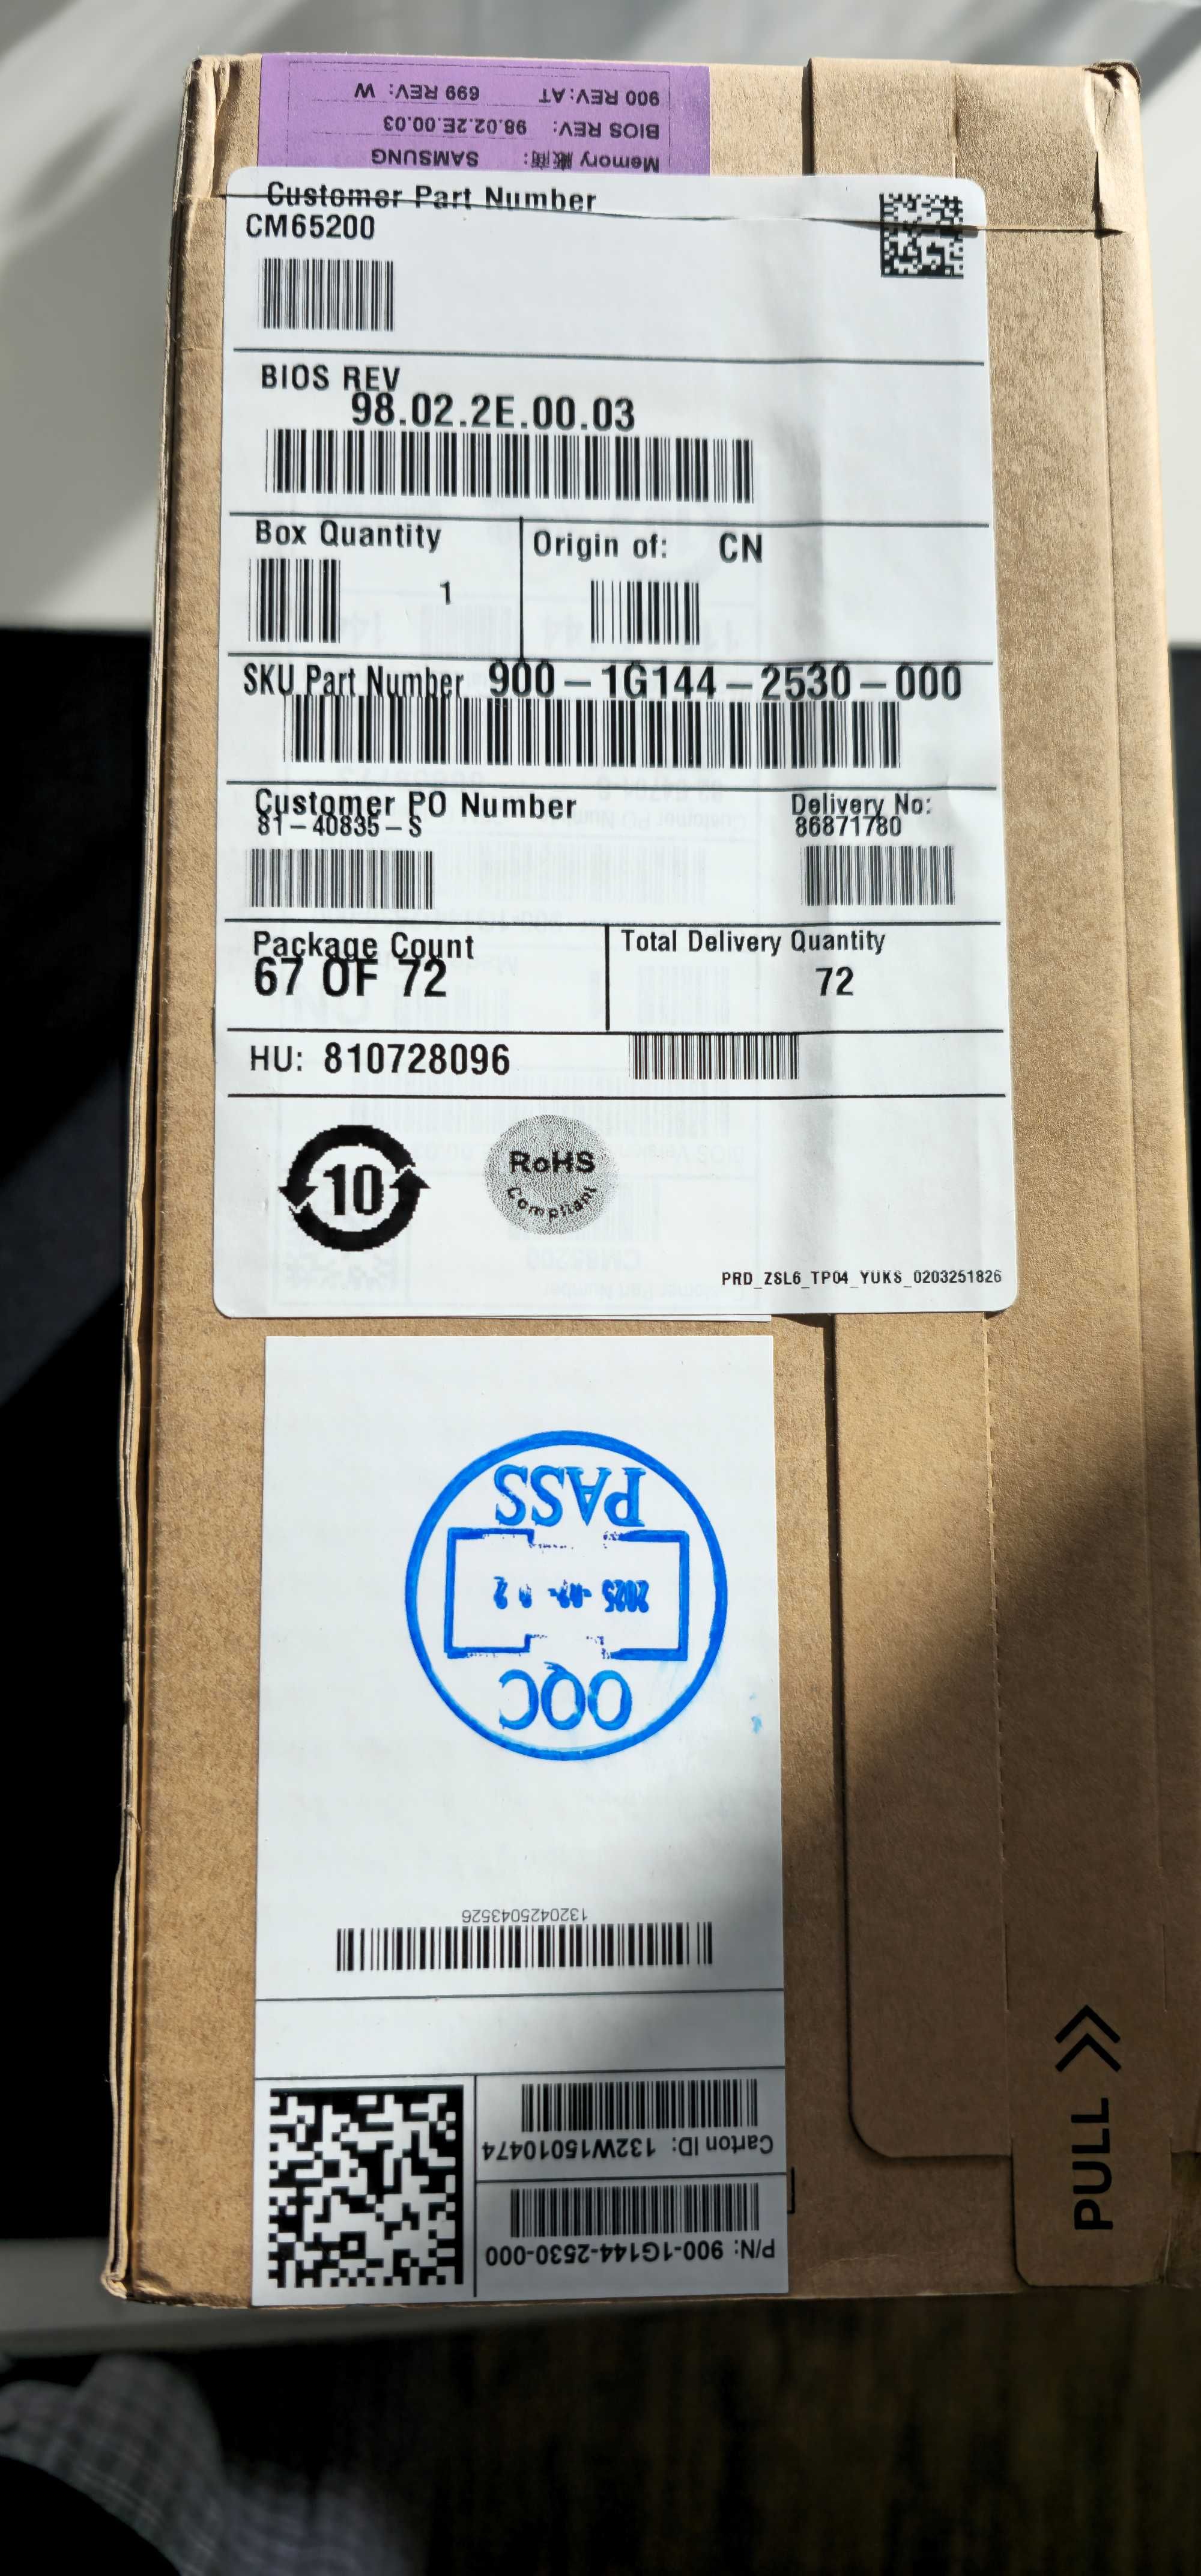 900 REV:AT 699 REV: W
BIOS REV: 98.02.2E.00.03
Memory 廠商: SAMSUNG
Customer Part Number
CM65200
BIOS REV
98.02.2E.00.03
Box Quantity
1
Origin of: CN
SKU Part Number 900-1G144-2530-000
Customer PO Number
81-40835-S
Delivery No:
86871780
Package Count
67 OF 72
Total Delivery Quantity
72
HU: 810728096
10
RoHS
Compliant
PRD_ZSL6_TP04_YUKS_0203251826
OQC
2025
PASS
1320425043526
P/N: 900-1G144-2530-000
Carton ID: 132W15010474
PULL